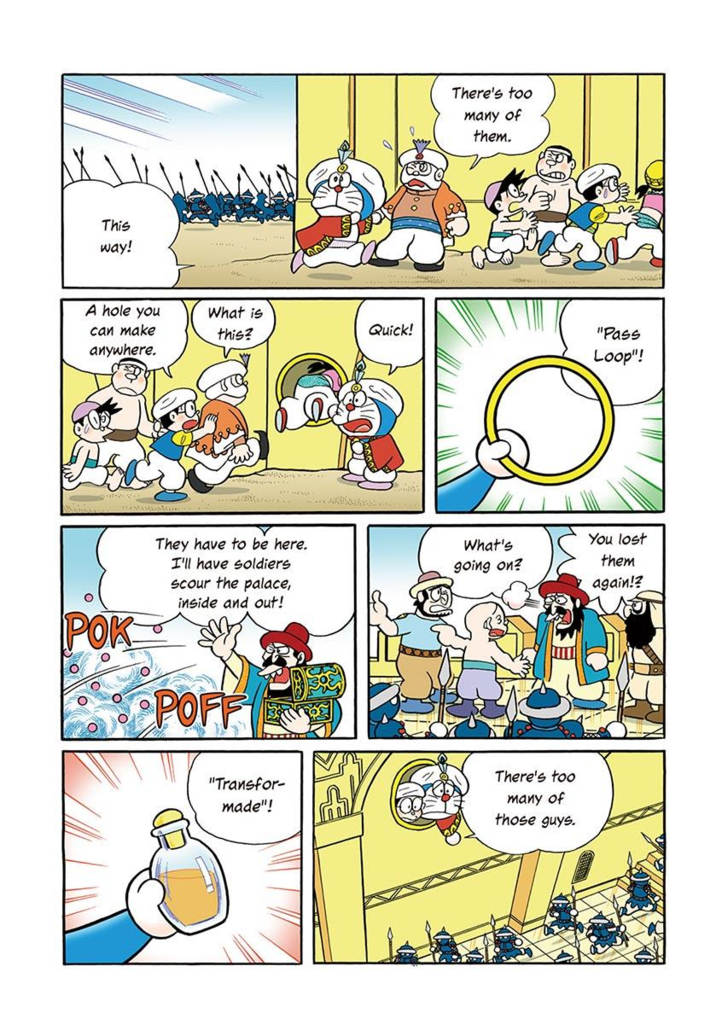 There's too
many of
them.
This
way!
"Pass
Loop"!
Quick!
What is
this?
A hole you
can make
anywhere.
You lost
them
again!?
What's
going on?
They have to be here.
I'll have soldiers
scour the palace,
inside and out!
POK
POFF
There's too
many of
those guys.
"Transfor-
made"!